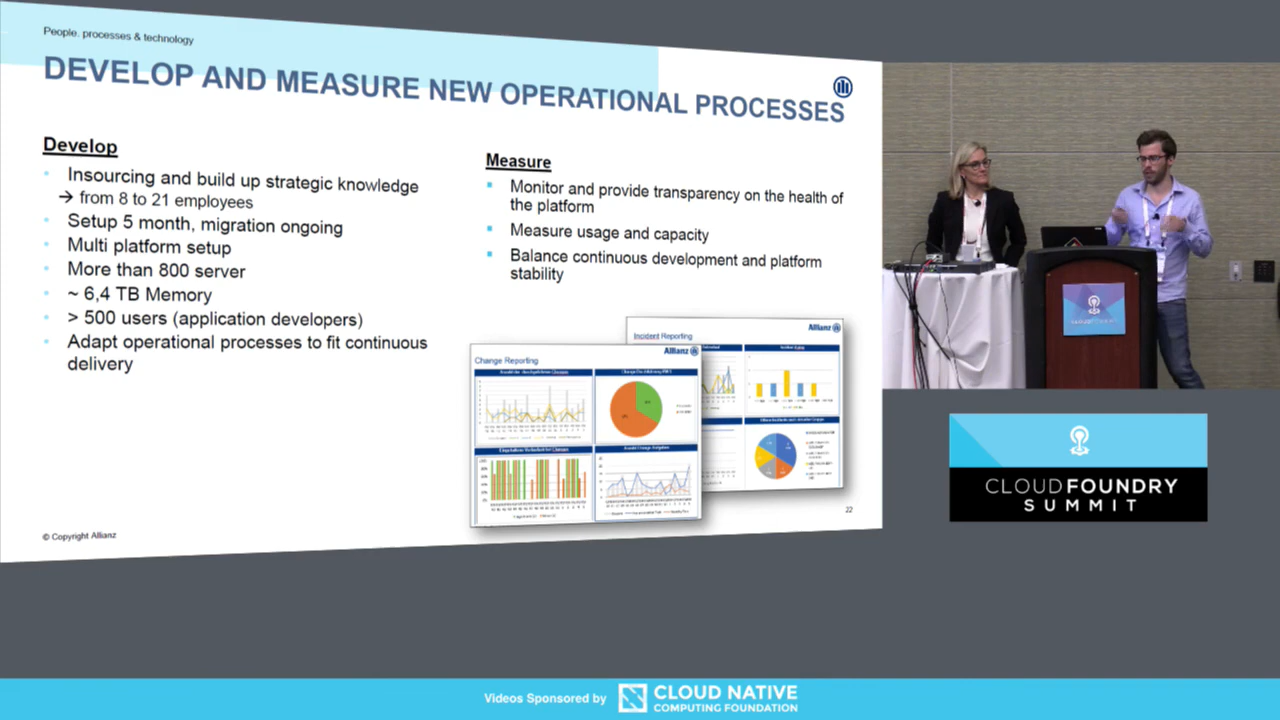 People. processes & technology
DEVELOP AND MEASURE NEW OPERATIONAL PROCESSES
Develop
Insourcing and build up strategic knowledge
→ from 8 to 21 employees
Setup 5 month, migration ongoing
Multi platform setup
More than 800 server
~ 6,4 TB Memory
> 500 users (application developers)
Adapt operational processes to fit continuous
delivery
Measure
Monitor and provide transparency on the health of
the platform
Measure usage and capacity
Balance continuous development and platform
stability
Allianz
Incident Reporting
Allianz
Change Reporting
22
© Copyright Allianz
CLOUD FOUNDRY
SUMMIT
Videos Sponsored by
CLOUD NATIVE
COMPUTING FOUNDATION